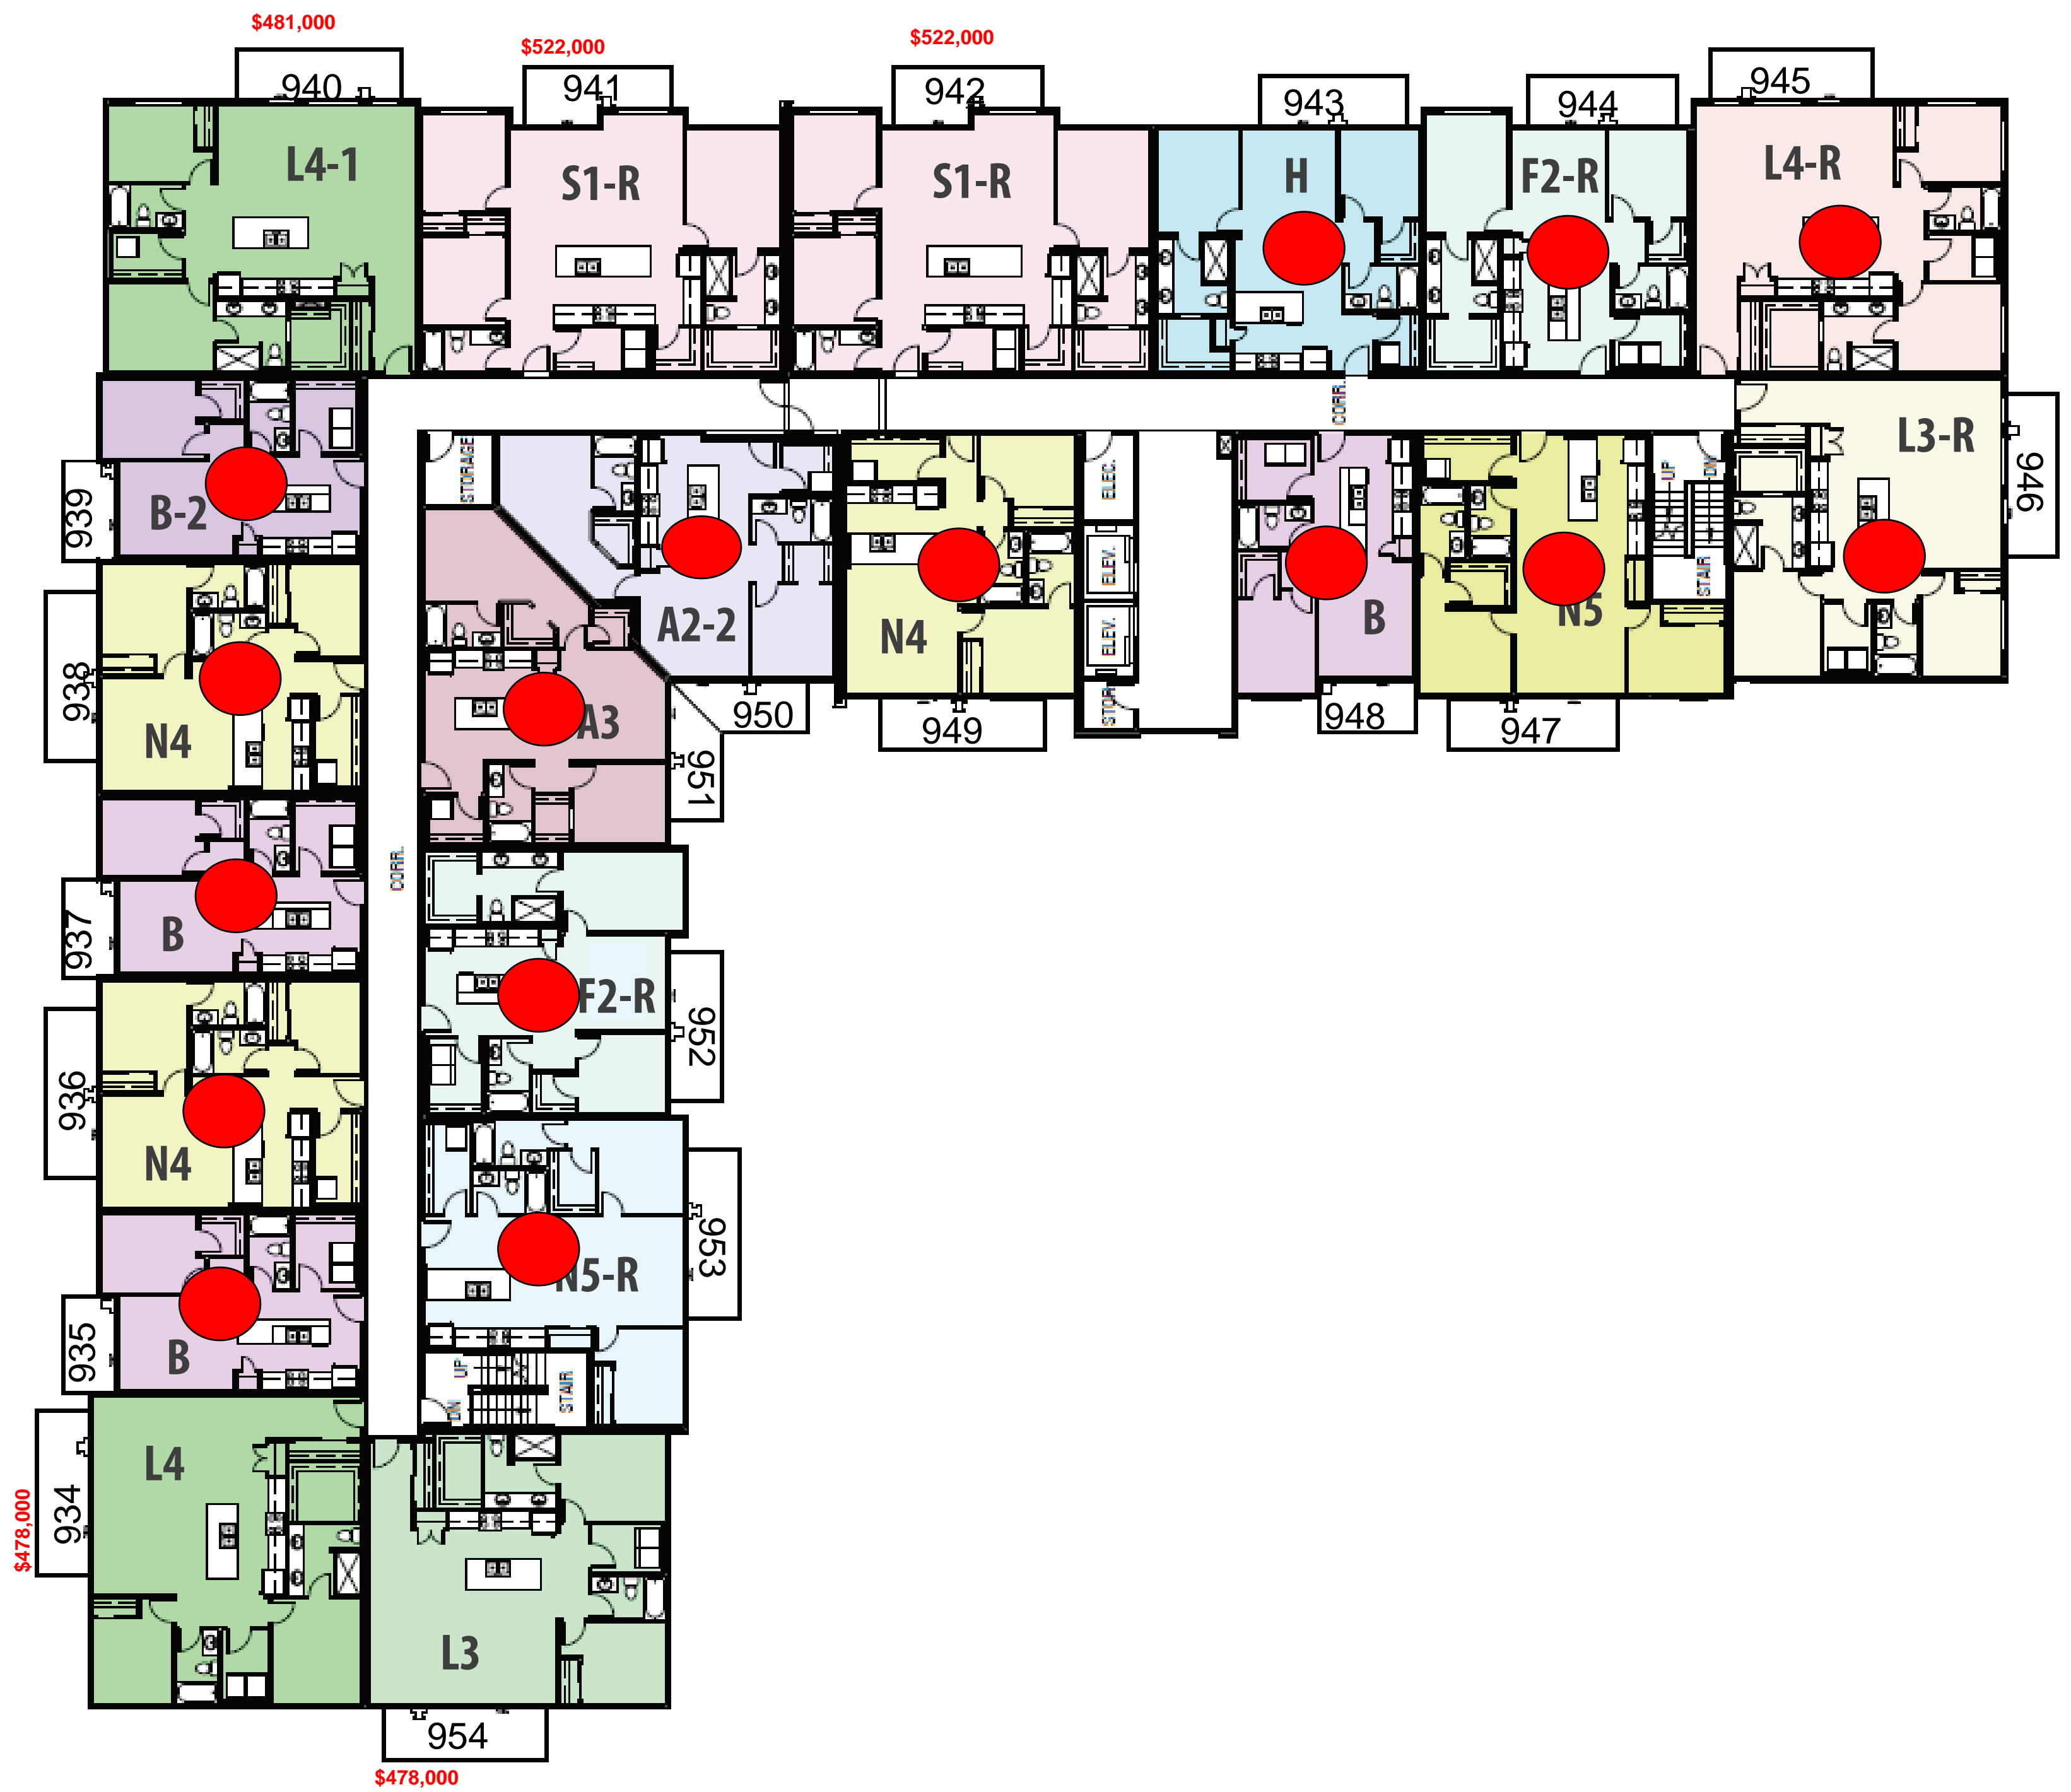 $481,000
$522,000
$522,000
940
941
942
943
944
945
L4-1
S1-R
S1-R
H
F2-R
L4-R
CORR.
L3-R
946
939
B-2
STORAGE
A2-2
950
N4
949
ELEC.
ELEV.
ELEV.
STOR
B
948
N5
947
UP
DN
STAIR
938
N4
A3
951
CORR.
937
B
F2-R
952
936
N4
N5-R
953
935
B
UP
DN
STAIR
L4
934
$478,000
L3
954
$478,000